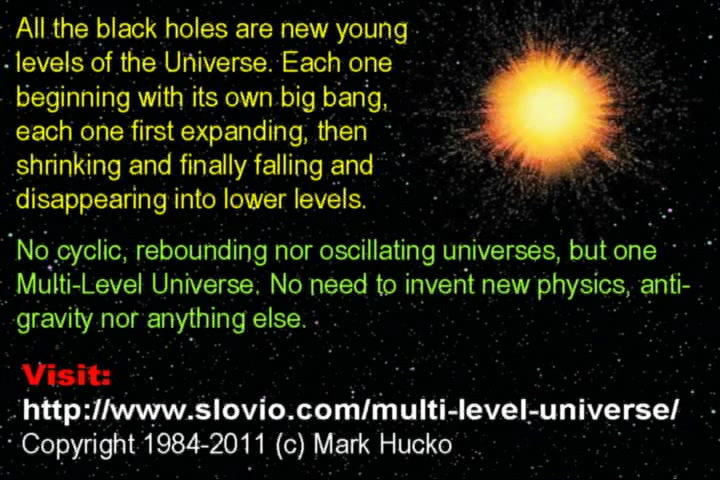 All the black holes are new young
levels of the Universe. Each one
beginning with its own big bang,
each one first expanding, then
shrinking and finally falling and
disappearing into lower levels.
No cyclic, rebounding nor oscillating universes, but one
Multi-Level Universe. No need to invent new physics, anti-
gravity nor anything else.
Visit:
http://www.slovio.com/multi-level-universe/
Copyright 1984-2011 (c) Mark Hucko